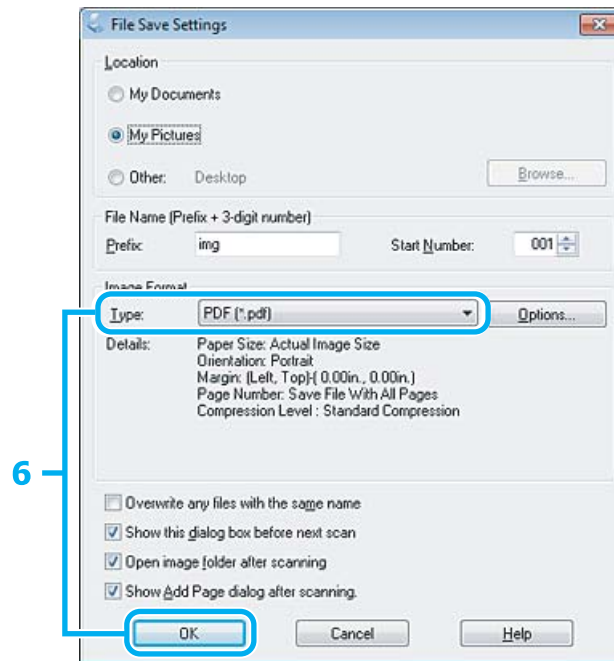 File Save Settings
Location
My Documents
My Pictures
Other: Desktop Browse...
File Name (Prefix + 3-digit number)
Prefix: img Start Number: 001
Image Format
Type: PDF (*.pdf) Options...
Details: Paper Size: Actual Image Size
Orientation: Portrait
Margin: (Left, Top)-( 0.00in., 0.00in.)
Page Number: Save File With All Pages
Compression Level : Standard Compression
6
Overwrite any files with the same name
Show this dialog box before next scan
Open image folder after scanning
Show Add Page dialog after scanning.
OK Cancel Help